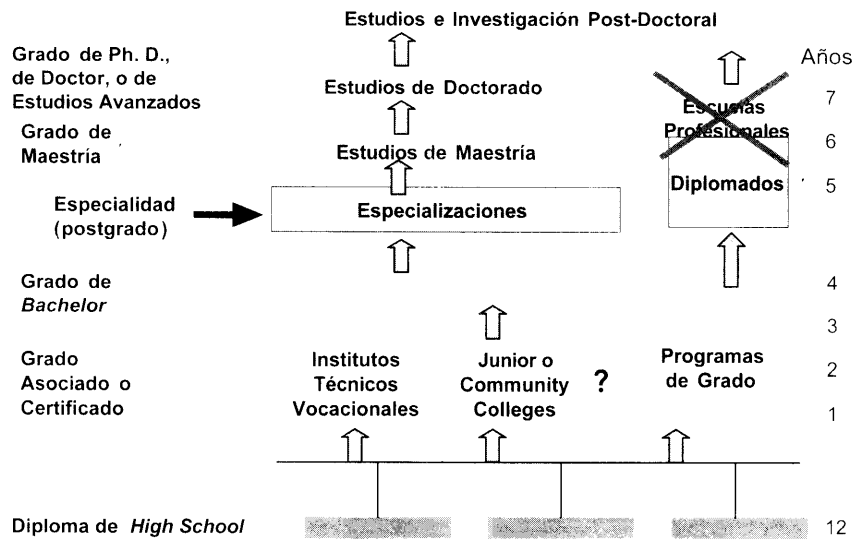 Estudios e Investigación Post-Doctoral
Grado de Ph. D.,
de Doctor, o de
Estudios Avanzados
Estudios de Doctorado
Años
7
Escuelas
Profesionales
6
Grado de
Maestría
Estudios de Maestría
Diplomados
5
Especialidad
(postgrado)
Especializaciones
Grado de
Bachelor
4
3
Grado
Asociado o
Certificado
Institutos
Técnicos
Vocacionales
Junior o
Community
Colleges
?
Programas
de Grado
2
1
Diploma de High School
12